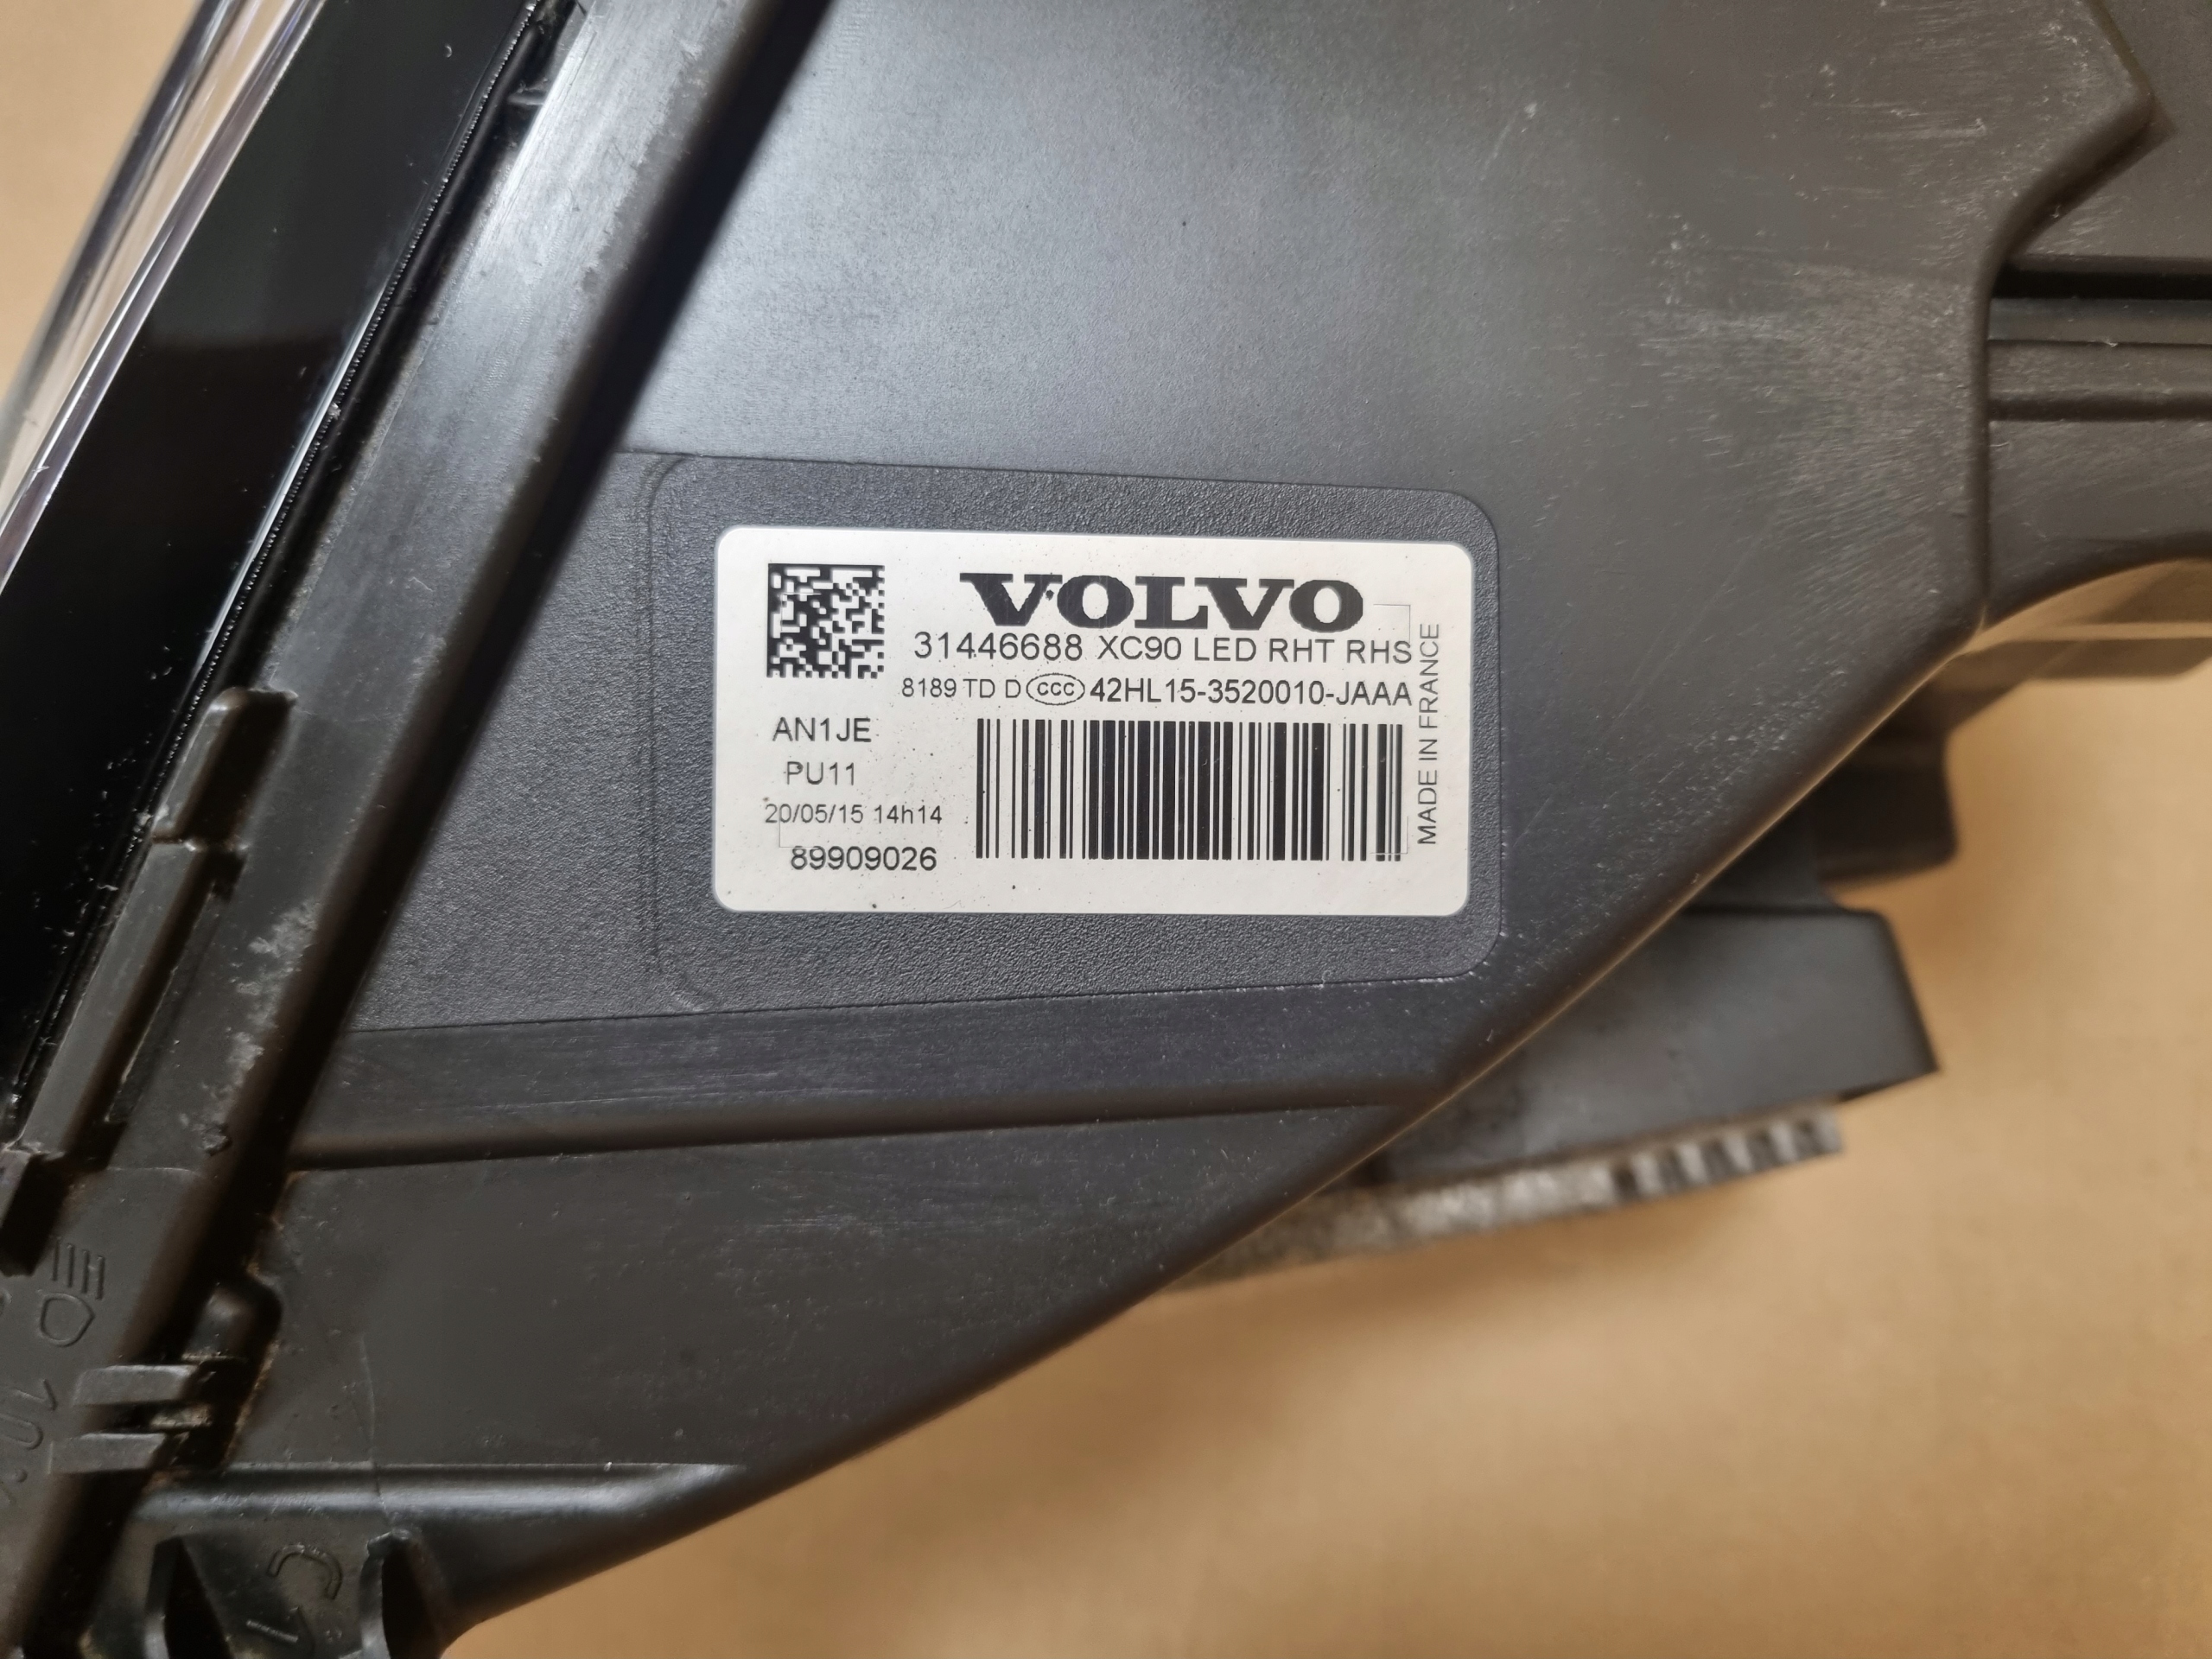 VOLVO
31446688 XC90 LED RHT RHS
8189 TD D CCC 42HL15-3520010-JAAA
AN1JE
PU11
20/05/15 14h14
89909026
MADE IN FRANCE
C1